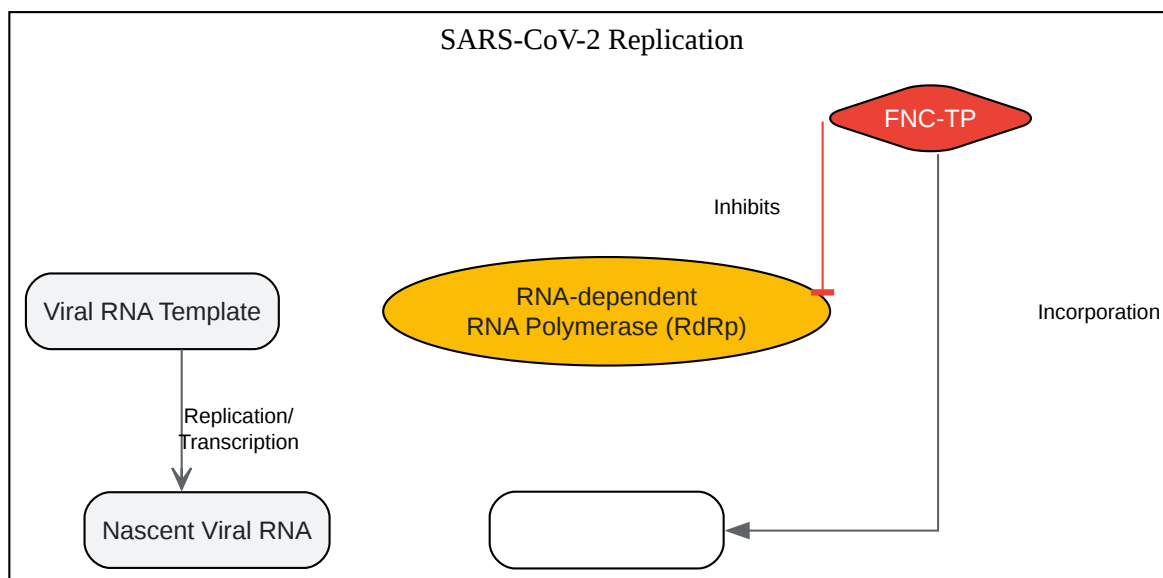 SARS-CoV-2 Replication
FNC-TP
Inhibits
Viral RNA Template
RNA-dependent
RNA Polymerase (RdRp)
Incorporation
Replication/
Transcription
Nascent Viral RNA